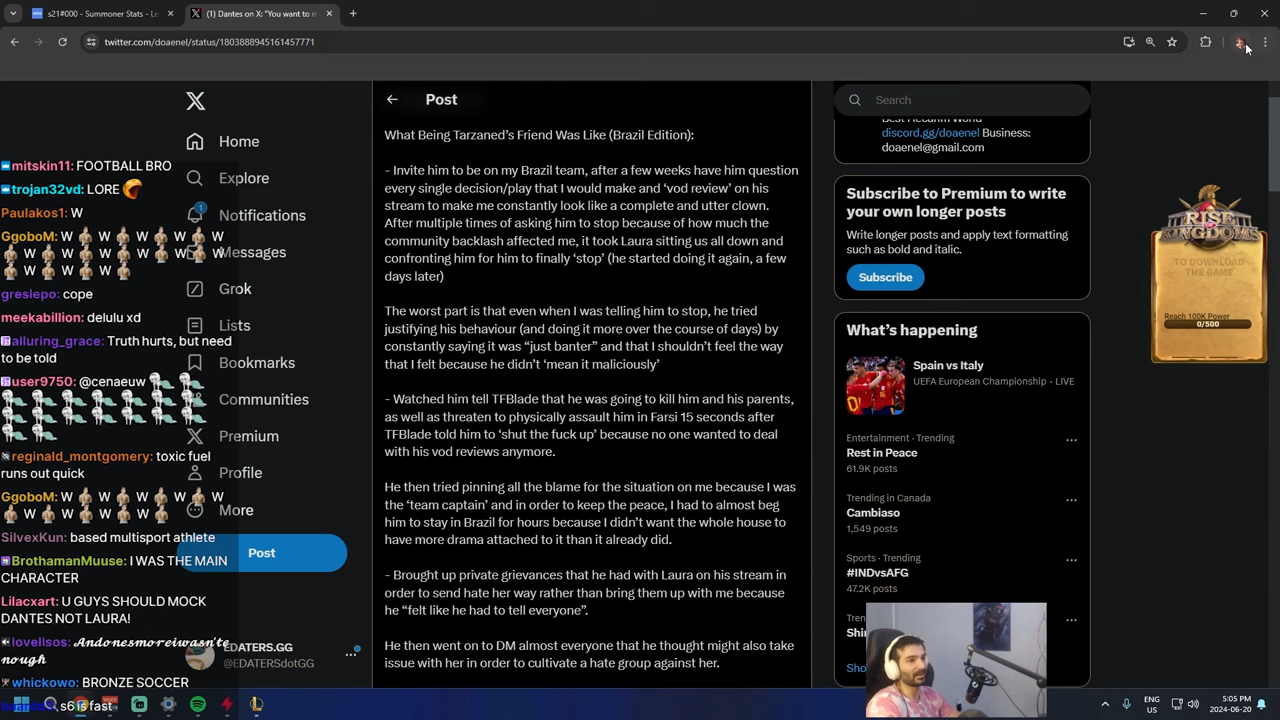 s21#000 - Summoner Stats - Le
(1) Dantes on X: "You want to m
twitter.com/doaenel/status/1803888945161457771
mitskin11: FOOTBALL BRO
trojan32vd: LORE
Paulakos1: W
GgoboM: W W W W W
W W W W W
W W W
greslepo: cope
meekabillion: delulu xd
alluring_grace: Truth hurts, but need
to be told
user9750: @cenaeuw
reginald_montgomery: toxic fuel
runs out quick
GgoboM: W W W W W
W W W W W
SilvexKun: based multisport athlete
BrothamanMuuse: I WAS THE MAIN
CHARACTER
Lilacxart: U GUYS SHOULD MOCK
DANTES NOT LAURA!
lovelisos: 𝓐𝓷𝓭𝓸𝓷𝓮𝓼𝓶𝓸𝓻𝓮𝓲𝔀𝓪𝓼𝓷'𝓽𝓮
𝓷𝓸𝓾𝓰𝓱
whickowo: BRONZE SOCCER
s6 is fast
Home
Explore
1
Notifications
Messages
Grok
Lists
Bookmarks
Communities
Premium
Profile
More
Post
EDATERS.GG
@EDATERSdotGG
Post
What Being Tarzaned's Friend Was Like (Brazil Edition):
- Invite him to be on my Brazil team, after a few weeks have him question
every single decision/play that I would make and 'vod review' on his
stream to make me constantly look like a complete and utter clown.
After multiple times of asking him to stop because of how much the
community backlash affected me, it took Laura sitting us all down and
confronting him for him to finally 'stop' (he started doing it again, a few
days later)
The worst part is that even when I was telling him to stop, he tried
justifying his behaviour (and doing it more over the course of days) by
constantly saying it was "just banter" and that I shouldn't feel the way
that I felt because he didn't 'mean it maliciously'
- Watched him tell TFBlade that he was going to kill him and his parents,
as well as threaten to physically assault him in Farsi 15 seconds after
TFBlade told him to 'shut the fuck up' because no one wanted to deal
with his vod reviews anymore.
He then tried pinning all the blame for the situation on me because I was
the 'team captain' and in order to keep the peace, I had to almost beg
him to stay in Brazil for hours because I didn't want the whole house to
have more drama attached to it than it already did.
- Brought up private grievances that he had with Laura on his stream in
order to send hate her way rather than bring them up with me because
he "felt like he had to tell everyone".
He then went on to DM almost everyone that he thought might also take
issue with her in order to cultivate a hate group against her.
Search
Best Hecarim World
discord.gg/doaenel Business:
doaenel@gmail.com
Subscribe to Premium to write
your own longer posts
Write longer posts and apply text formatting
such as bold and italic.
Subscribe
What's happening
Spain vs Italy
UEFA European Championship · LIVE
Entertainment · Trending
Rest in Peace
61.9K posts
Trending in Canada
Cambiaso
1,549 posts
Sports · Trending
#INDvsAFG
47.2K posts
RISE
KINGDOMS
TO DOWNLOAD
THE GAME
Reach 100K Power
0/500
ENG
US
5:05 PM
2024-06-20